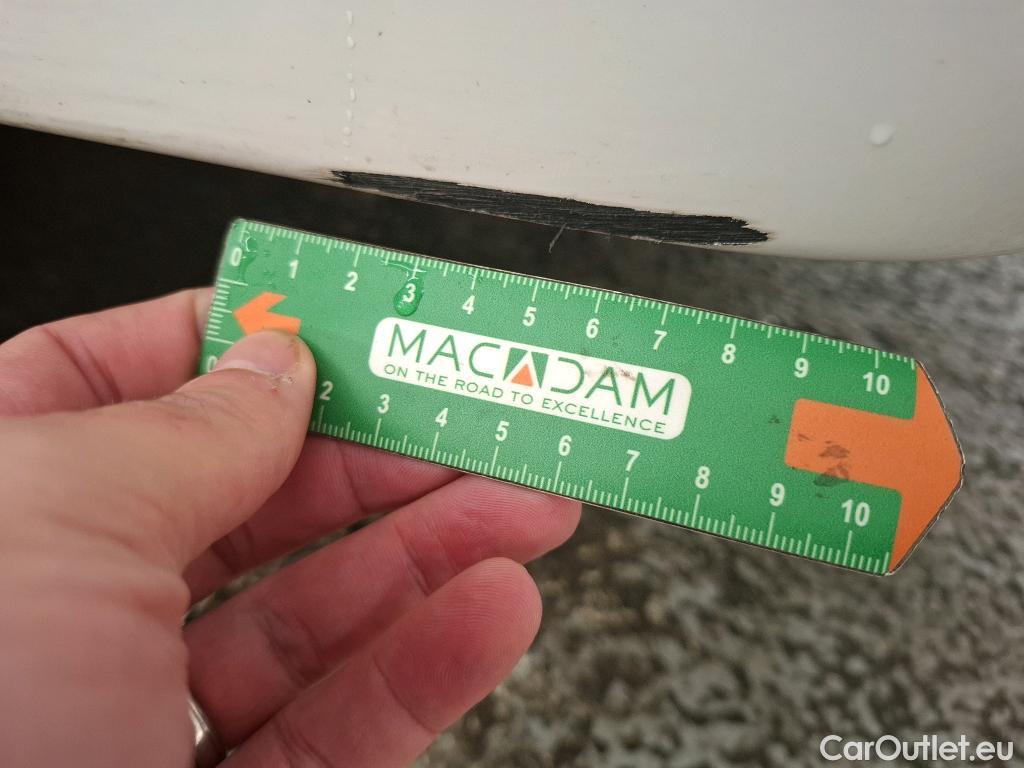 0 1 2 3 4 5 6 7 8 9 10
MACADAM
ON THE ROAD TO EXCELLENCE
0 2 3 4 5 6 7 8 9 10
CarOutlet.eu